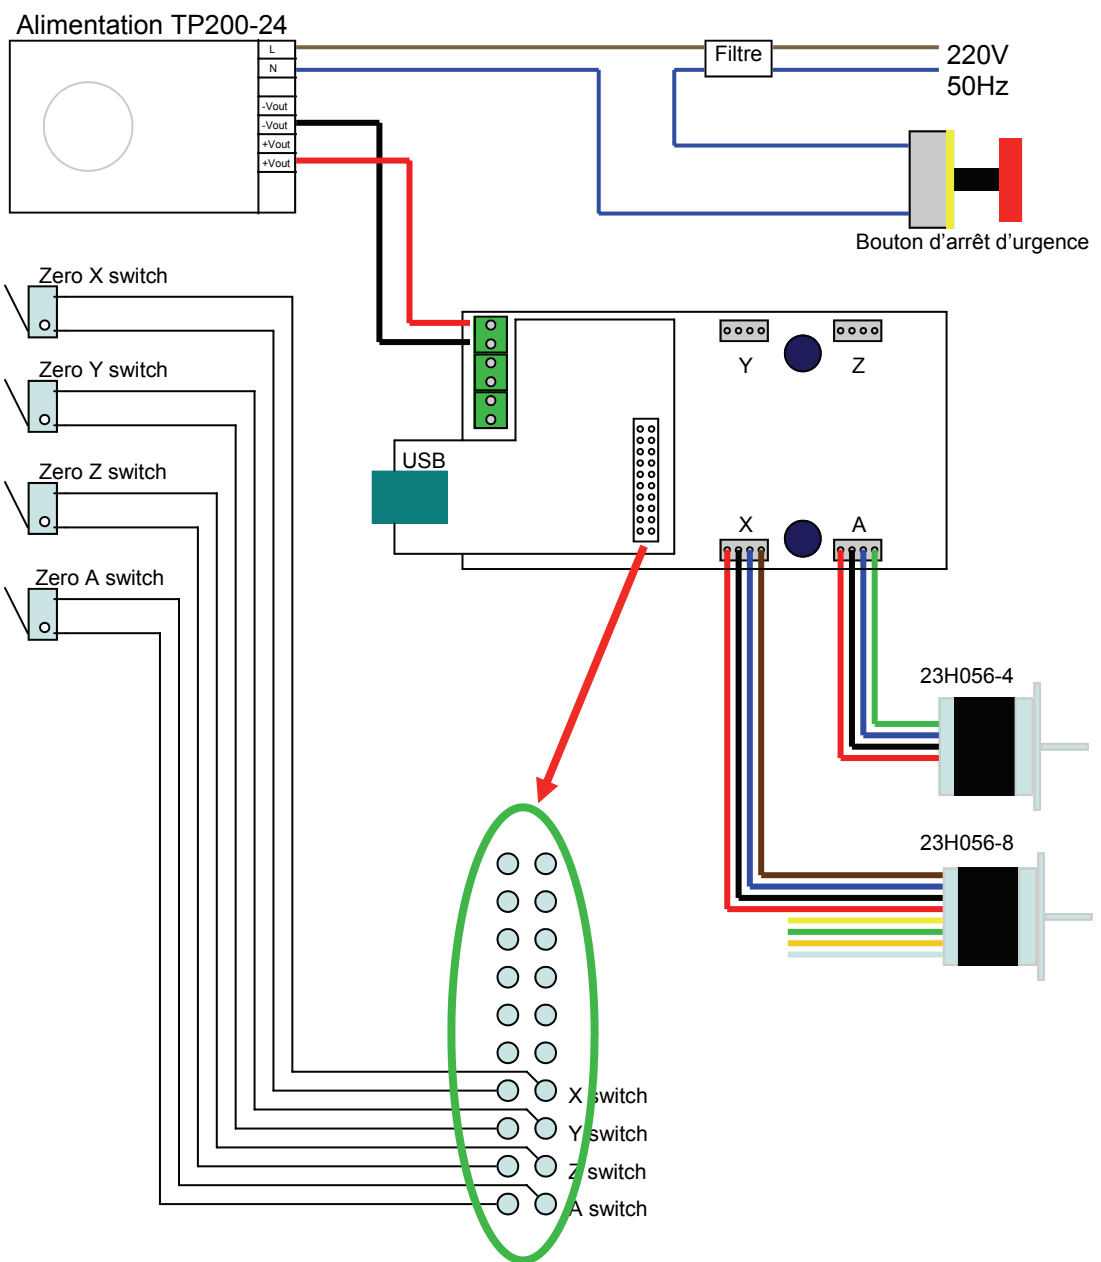 Alimentation TP200-24
L
N
-Vout
-Vout
+Vout
+Vout
Filtre
220V
50Hz
Bouton d’arrêt d’urgence
Zero X switch
Zero Y switch
Zero Z switch
Zero A switch
Y
Z
USB
X
A
23H056-4
23H056-8
X switch
Y switch
Z switch
A switch